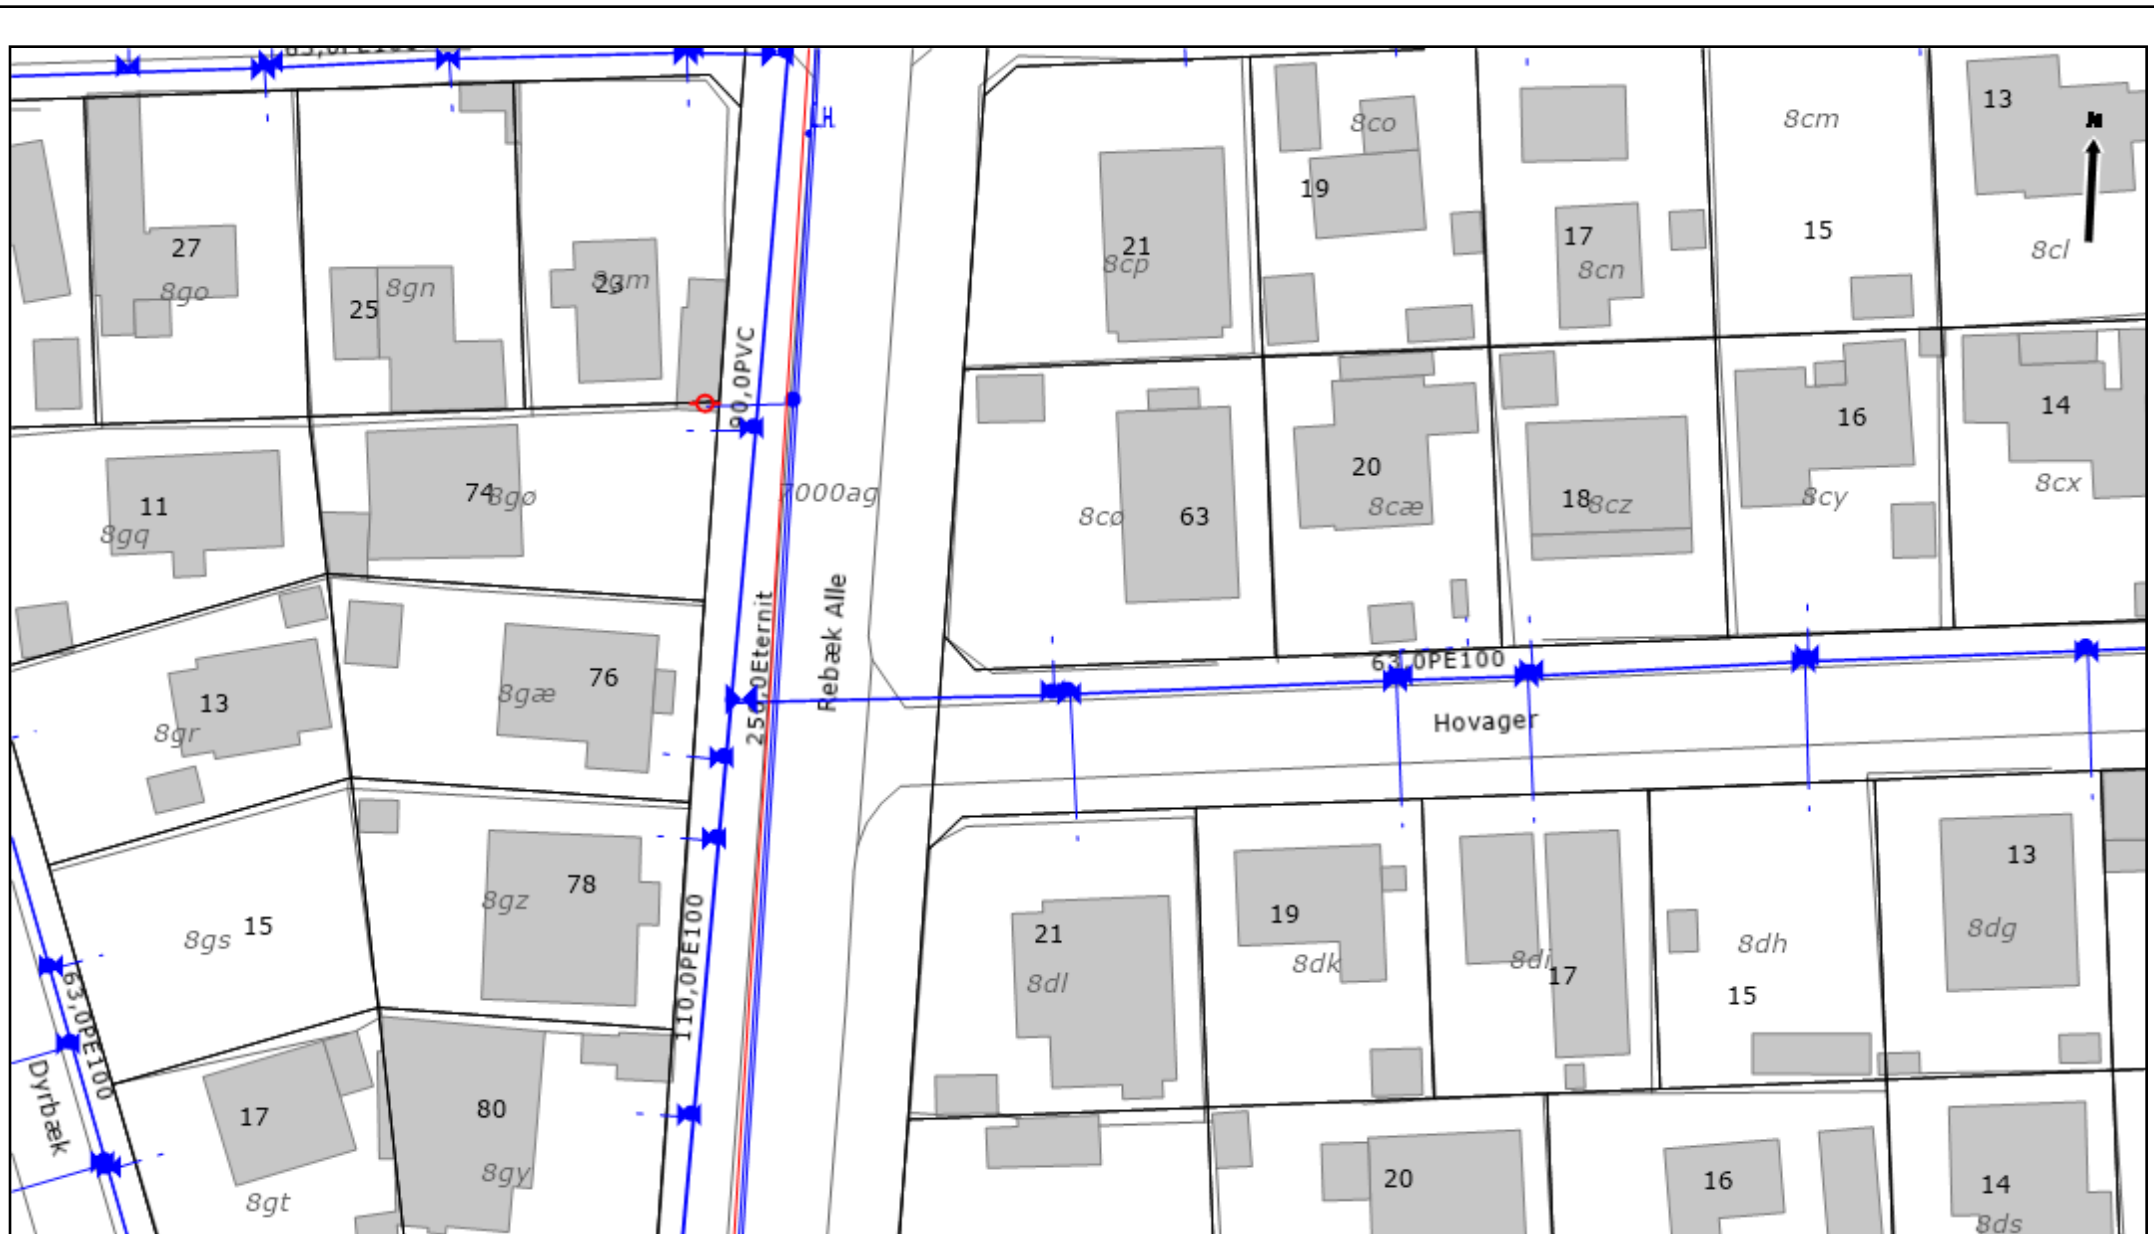 LH
13
N
8co
8cm
19
15
21
8cp
17
8cn
8cl
27
8go
25
8gn
23
8gm
90,0PVC
16
14
20
11
8gq
74
8gø
7000ag
8cø
63
8cæ
18
8cz
8cy
8cx
250,0Eternit
Rebæk Alle
63,0PE100
Hovager
13
8gr
76
8gæ
78
8gz
15
8gs
110,0PE100
21
8dl
19
8dk
8di
17
8dh
15
13
8dg
63,0PE100
Dyrbæk
17
8gt
80
8gy
20
16
14
8ds